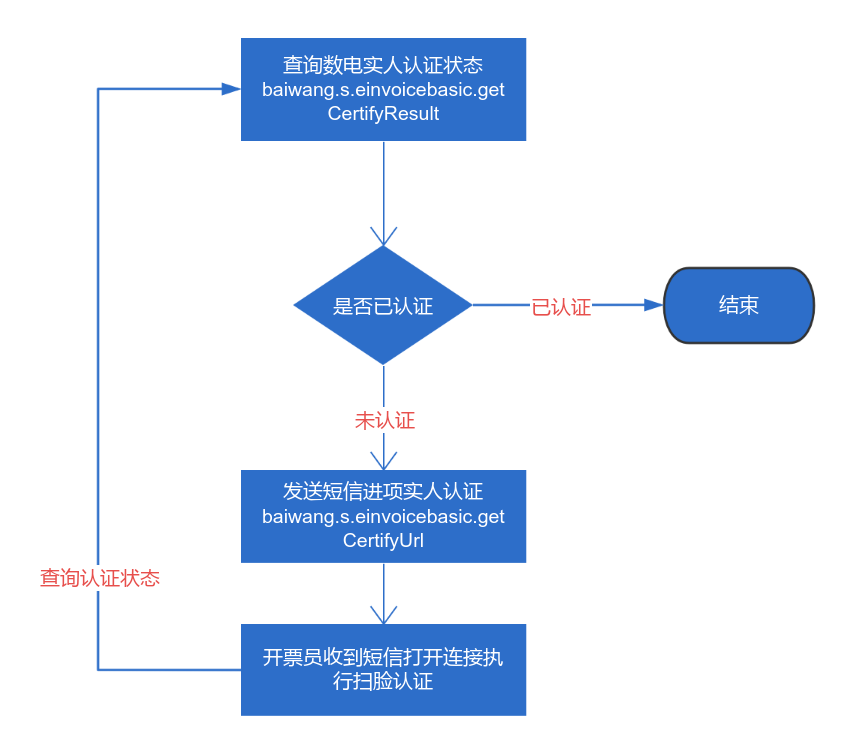 查询数电实人认证状态
baiwang.s.einvoicebasic.get
CertifyResult
是否已认证
已认证
结束
未认证
发送短信进项实人认证
baiwang.s.einvoicebasic.get
CertifyUrl
查询认证状态
开票员收到短信打开连接执
行扫脸认证